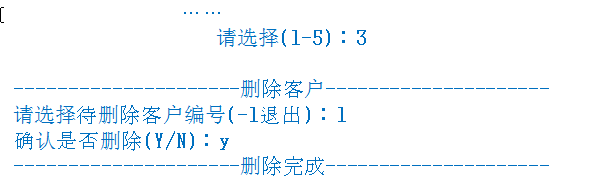 ……
请选择(1-5)：3
---------------------删除客户---------------------
请选择待删除客户编号(-1退出)：1
确认是否删除(Y/N)：y
---------------------删除完成---------------------